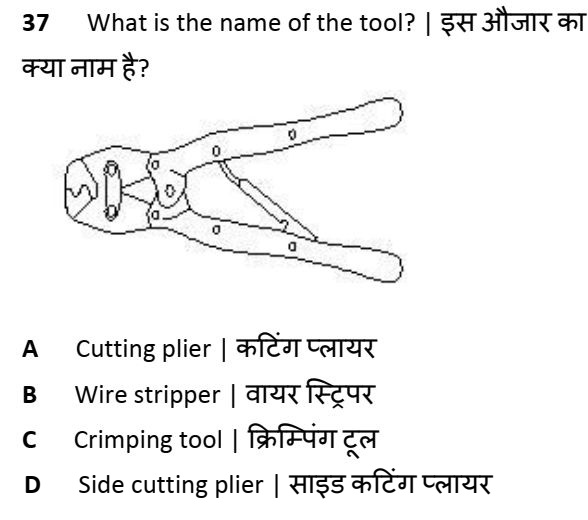 37 What is the name of the tool? | इस औजार का
क्या नाम है?
A Cutting plier | कटिंग प्लायर
B Wire stripper | वायर स्ट्रिपर
C Crimping tool | क्रिम्पिंग टूल
D Side cutting plier | साइड कटिंग प्लायर